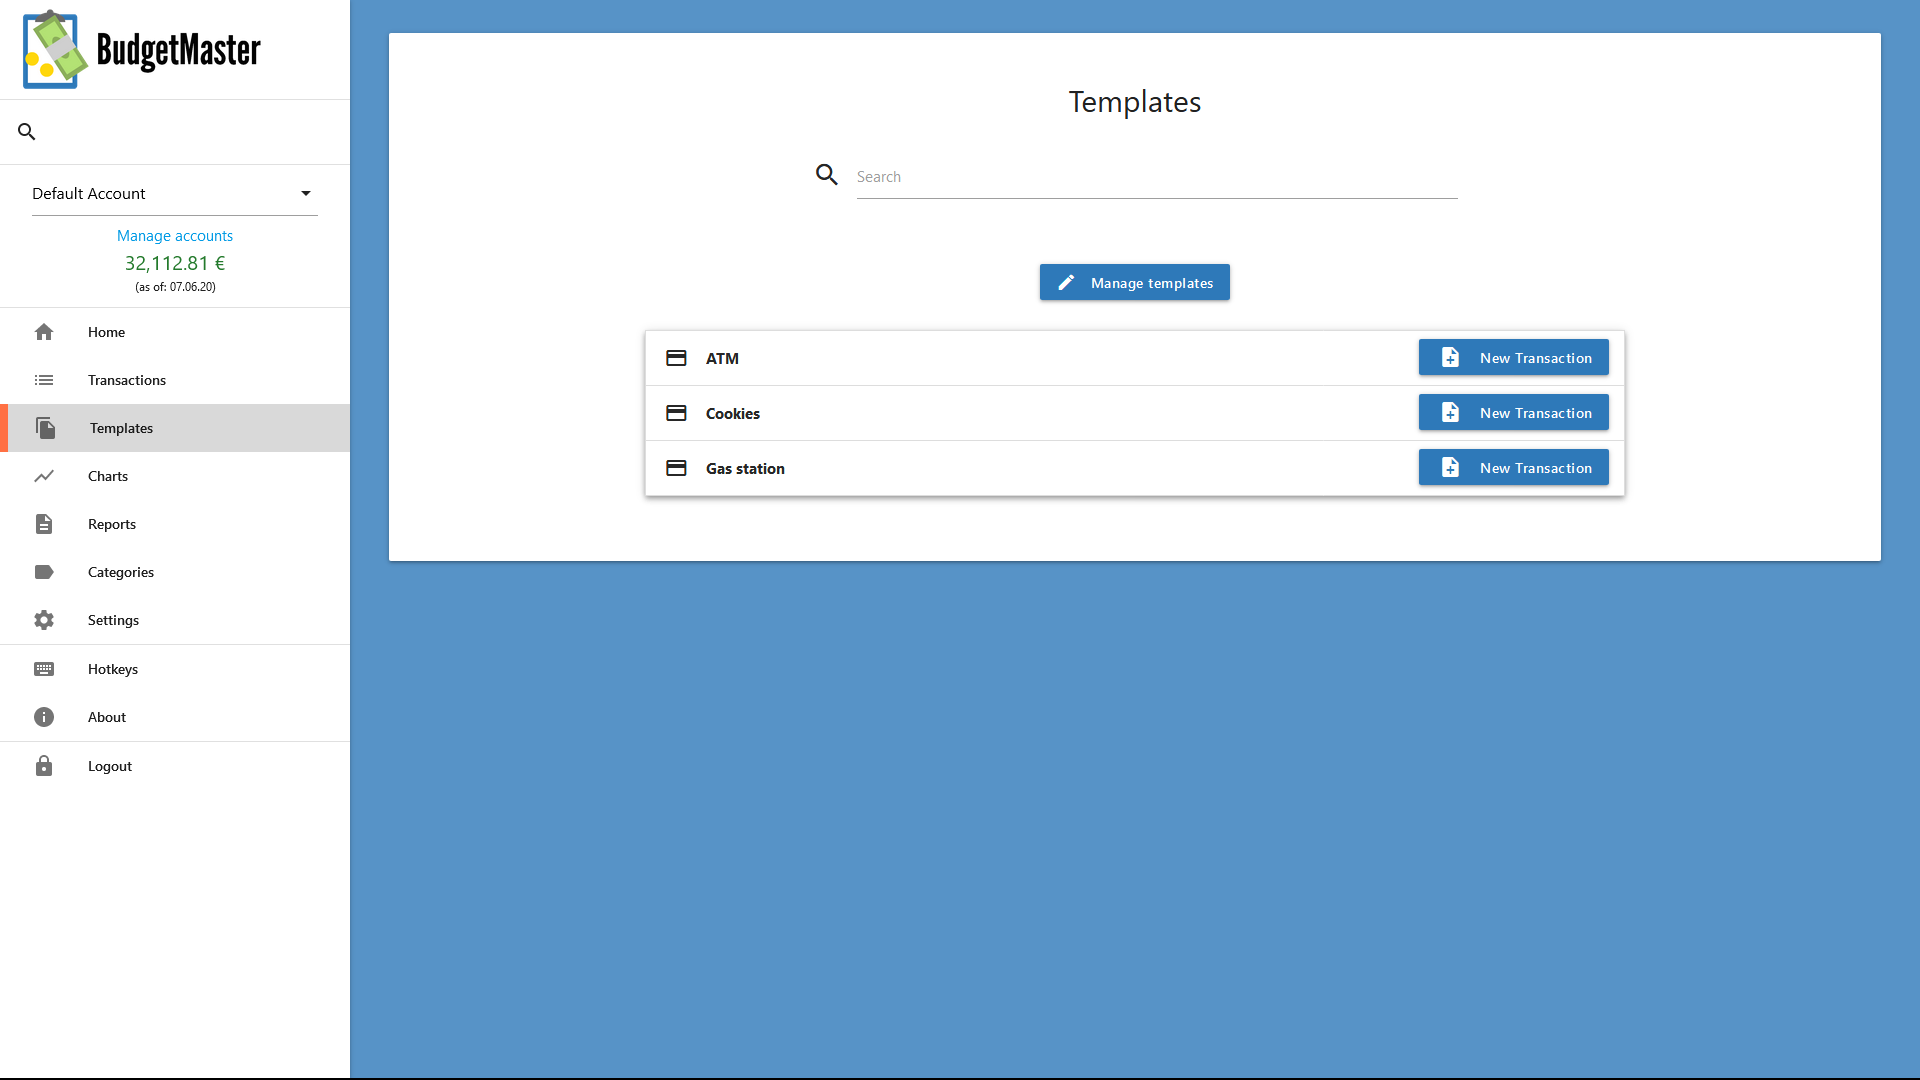 BudgetMaster
Default Account
Manage accounts
32,112.81 €
(as of: 07.06.20)
Home
Transactions
Templates
Charts
Reports
Categories
Settings
Hotkeys
About
Logout
Templates
Search
Manage templates
ATM New Transaction
Cookies New Transaction
Gas station New Transaction